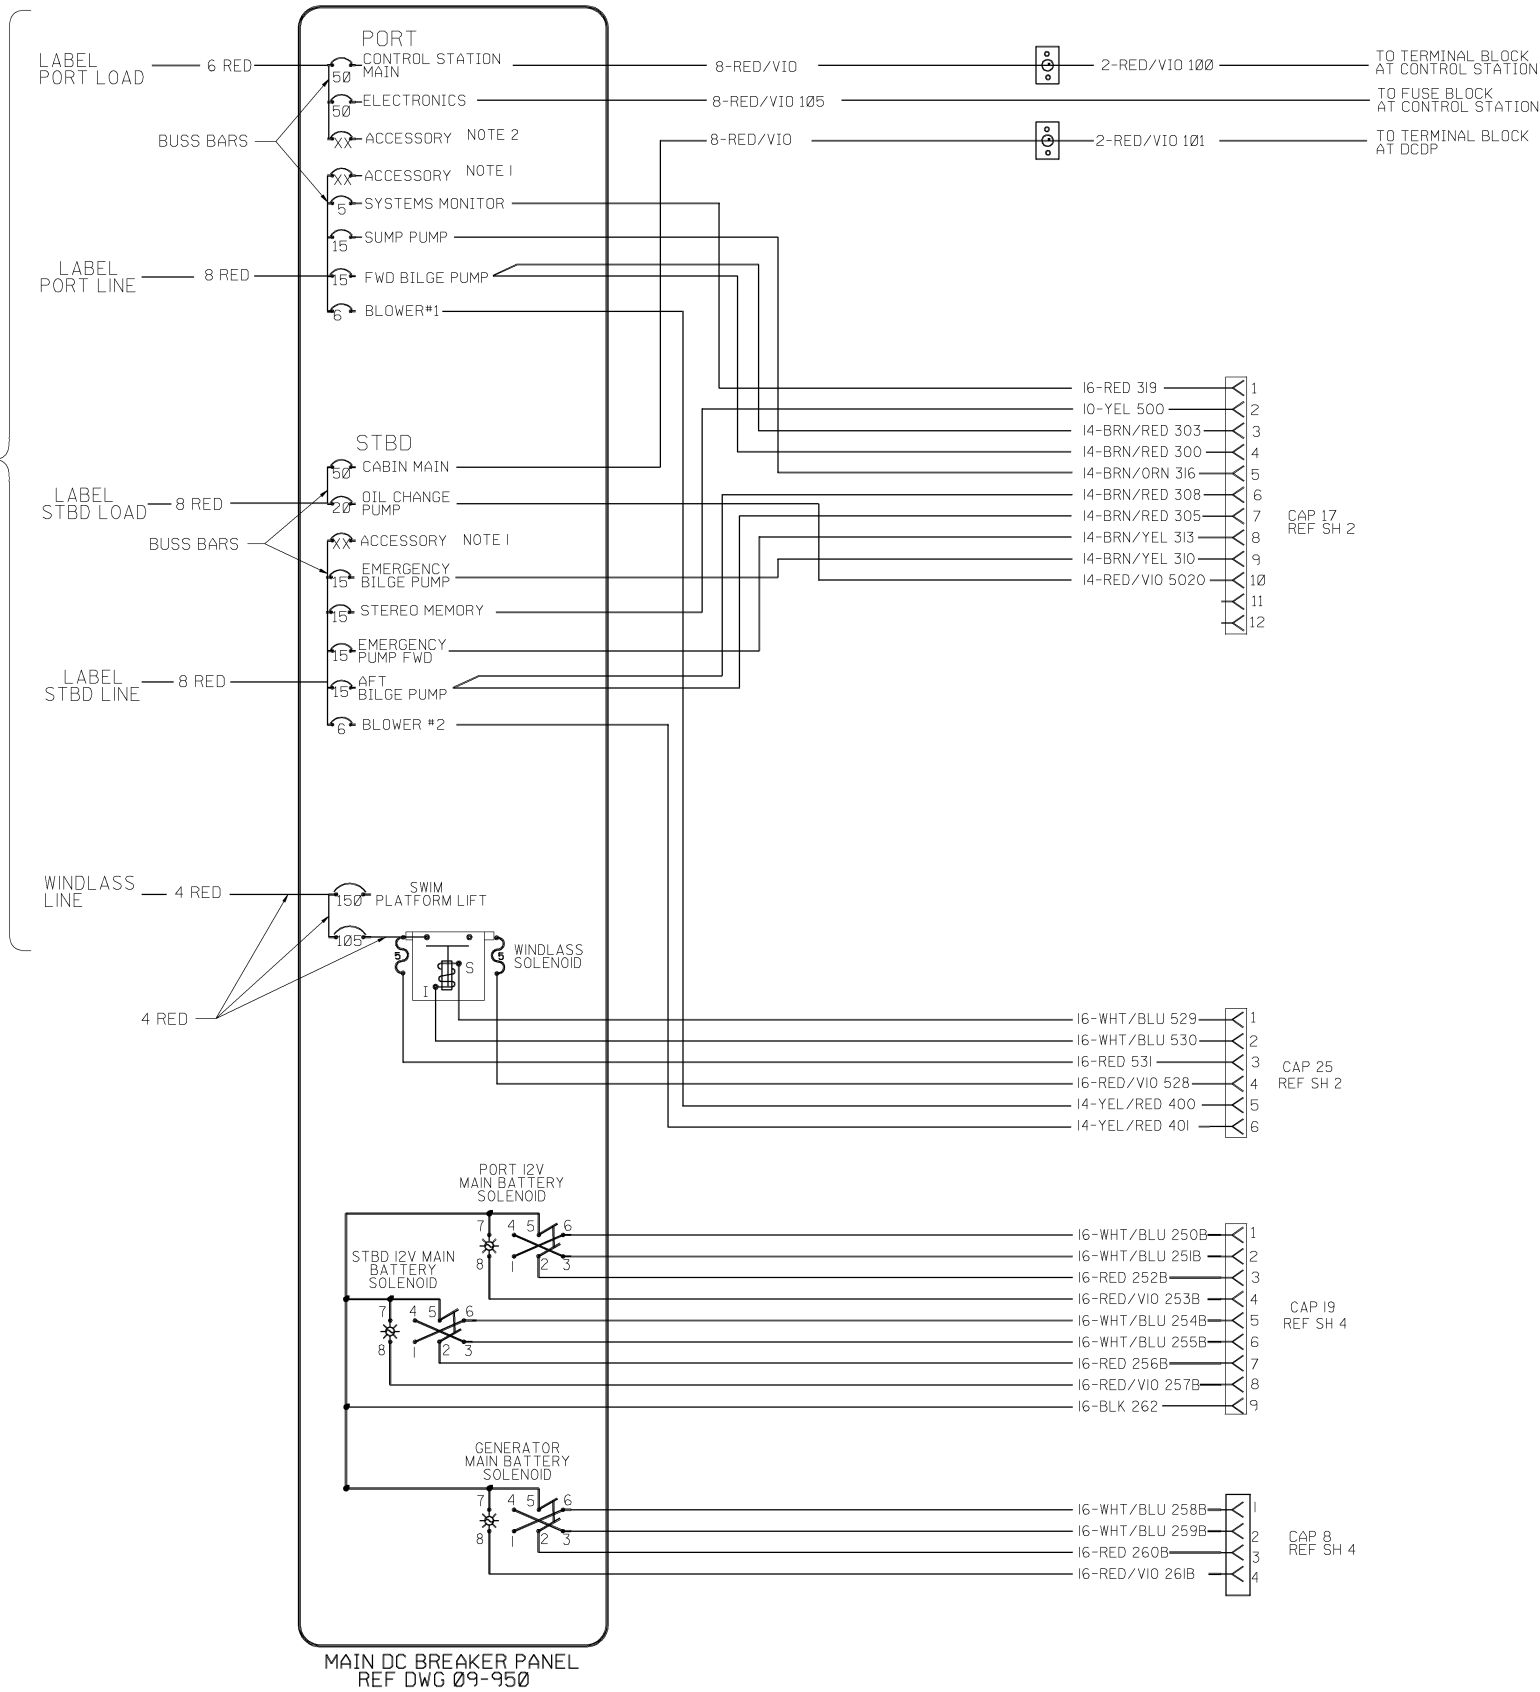 PORT
LABEL
PORT LOAD
6 RED
50
CONTROL STATION
MAIN
8-RED/VIO
2-RED/VIO 100
TO TERMINAL BLOCK
AT CONTROL STATION
50
ELECTRONICS
8-RED/VIO 105
TO FUSE BLOCK
AT CONTROL STATION
BUSS BARS
XX
ACCESSORY NOTE 2
8-RED/VIO
2-RED/VIO 101
TO TERMINAL BLOCK
AT DCDP
XX
ACCESSORY NOTE 1
5
SYSTEMS MONITOR
15
SUMP PUMP
LABEL
PORT LINE
8 RED
15
FWD BILGE PUMP
6
BLOWER#1
16-RED 319
1
10-YEL 500
2
14-BRN/RED 303
3
14-BRN/RED 300
4
14-BRN/ORN 316
5
14-BRN/RED 308
6
14-BRN/RED 305
7
14-BRN/YEL 313
8
14-BRN/YEL 310
9
14-RED/VIO 5020
10
11
12
CAP 17
REF SH 2
STBD
50
CABIN MAIN
LABEL
STBD LOAD
8 RED
20
OIL CHANGE
PUMP
BUSS BARS
XX
ACCESSORY NOTE 1
15
EMERGENCY
BILGE PUMP
15
STEREO MEMORY
15
EMERGENCY
PUMP FWD
LABEL
STBD LINE
8 RED
15
AFT
BILGE PUMP
6
BLOWER #2
WINDLASS
LINE
4 RED
150
SWIM
PLATFORM LIFT
105
5
5
S
I
WINDLASS
SOLENOID
4 RED
16-WHT/BLU 529
1
16-WHT/BLU 530
2
16-RED 531
3
16-RED/VIO 528
4
14-YEL/RED 400
5
14-YEL/RED 401
6
CAP 25
REF SH 2
PORT 12V
MAIN BATTERY
SOLENOID
7 4 5 6
8 1 2 3
STBD 12V MAIN
BATTERY
SOLENOID
7 4 5 6
8 1 2 3
16-WHT/BLU 250B
1
16-WHT/BLU 251B
2
16-RED 252B
3
16-RED/VIO 253B
4
16-WHT/BLU 254B
5
16-WHT/BLU 255B
6
16-RED 256B
7
16-RED/VIO 257B
8
16-BLK 262
9
CAP 19
REF SH 4
GENERATOR
MAIN BATTERY
SOLENOID
7 4 5 6
8 1 2 3
16-WHT/BLU 258B
1
16-WHT/BLU 259B
2
16-RED 260B
3
16-RED/VIO 261B
4
CAP 8
REF SH 4
MAIN DC BREAKER PANEL
REF DWG 09-950